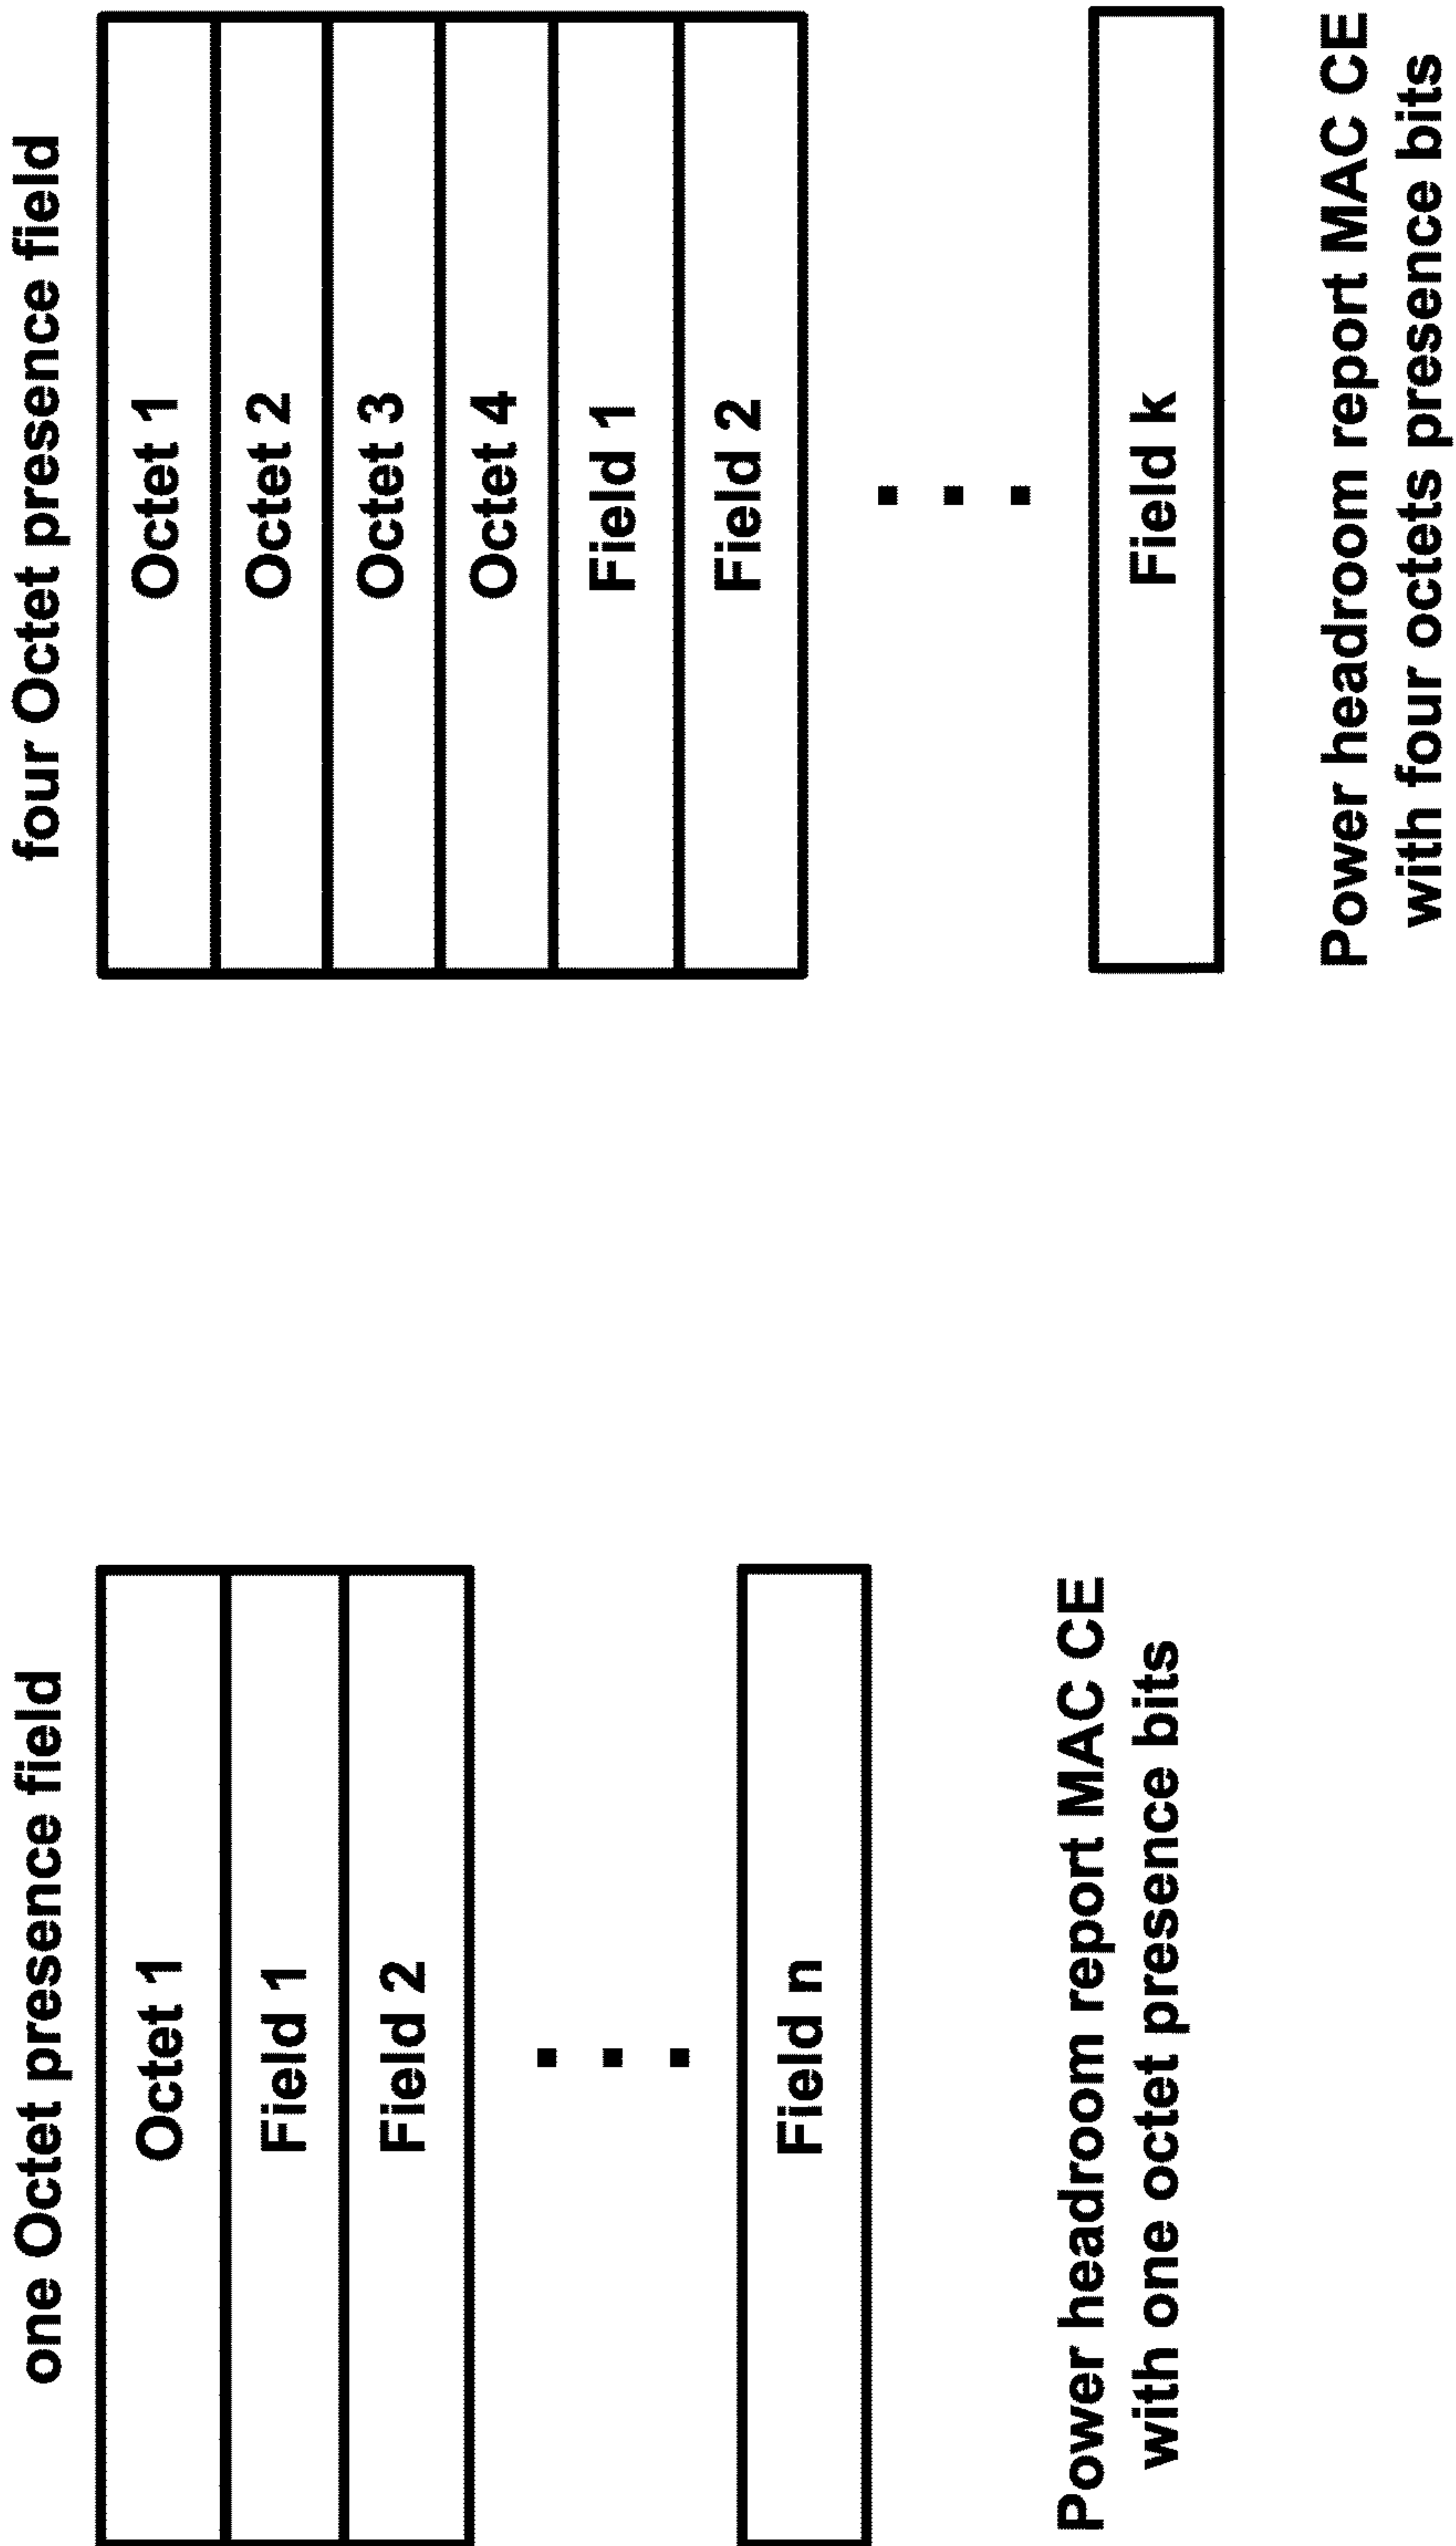 one Octet presence field
Octet 1
Field 1
Field 2
Field n
Power headroom report MAC CE
with one octet presence bits
four Octet presence field
Octet 1
Octet 2
Octet 3
Octet 4
Field 1
Field 2
Field k
Power headroom report MAC CE
with four octets presence bits